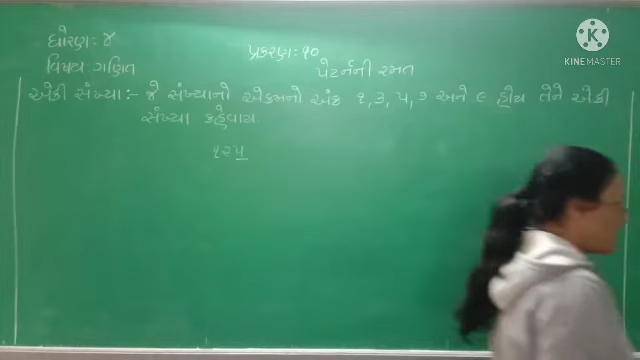 ધોરણ: ૪
પ્રકરણ: ૧૦
વિષય: ગણિત
પેટર્નની રમત
એકી સંખ્યા:- જે સંખ્યાનો એકમનો અંક ૧, ૩, ૫, ૭ અને ૯ હોય તેને એકી
સંખ્યા કહેવાય
૧૨૫
KINEMASTER